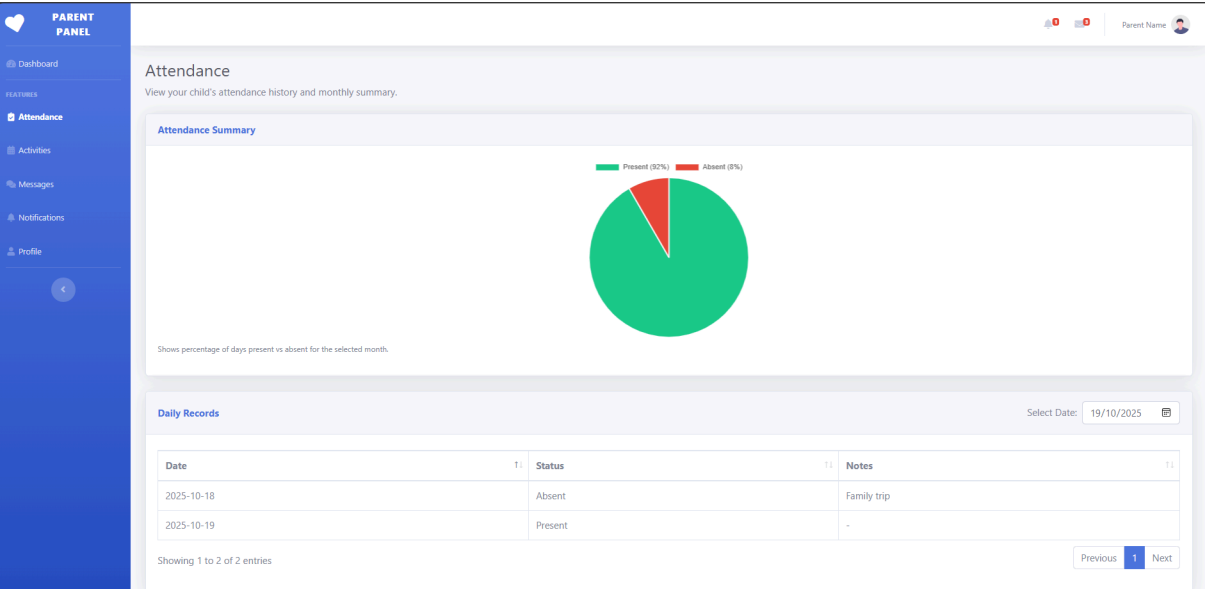 PARENT
PANEL
1
3
Parent Name
Dashboard
FEATURES
Attendance
Activities
Messages
Notifications
Profile
Attendance
View your child's attendance history and monthly summary.
Attendance Summary
Present (92%) Absent (8%)
Shows percentage of days present vs absent for the selected month.
Daily Records
Select Date: 19/10/2025
Date Status Notes
2025-10-18 Absent Family trip
2025-10-19 Present -
Showing 1 to 2 of 2 entries
Previous 1 Next